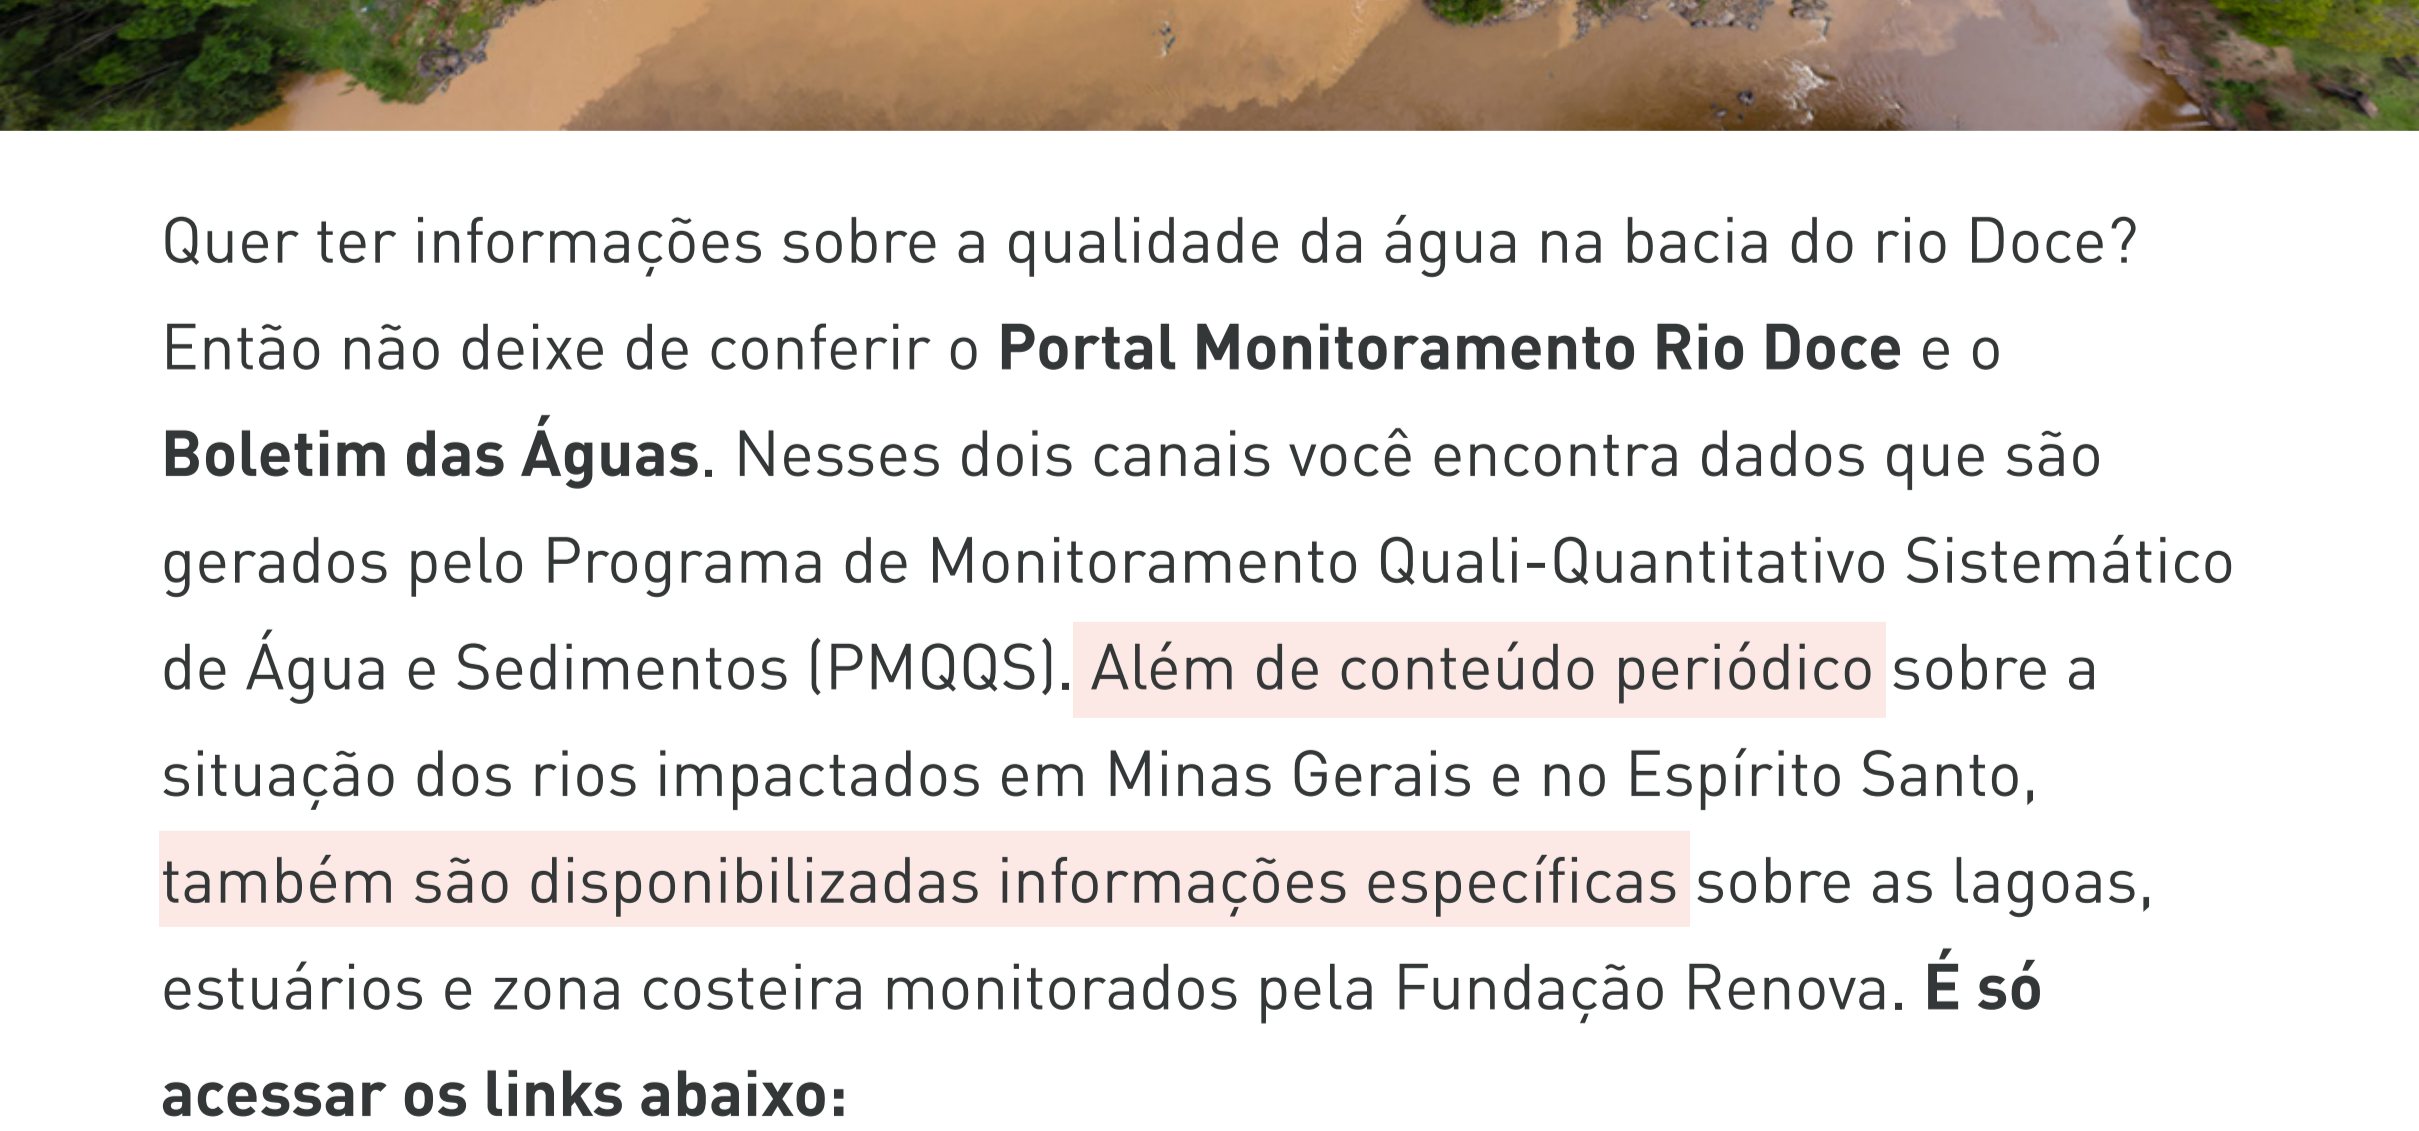 Quer ter informações sobre a qualidade da água na bacia do rio Doce?
Então não deixe de conferir o Portal Monitoramento Rio Doce e o
Boletim das Águas. Nesses dois canais você encontra dados que são
gerados pelo Programa de Monitoramento Quali-Quantitativo Sistemático
de Água e Sedimentos (PMQQS). Além de conteúdo periódico sobre a
situação dos rios impactados em Minas Gerais e no Espírito Santo,
também são disponibilizadas informações específicas sobre as lagoas,
estuários e zona costeira monitorados pela Fundação Renova. É só
acessar os links abaixo: